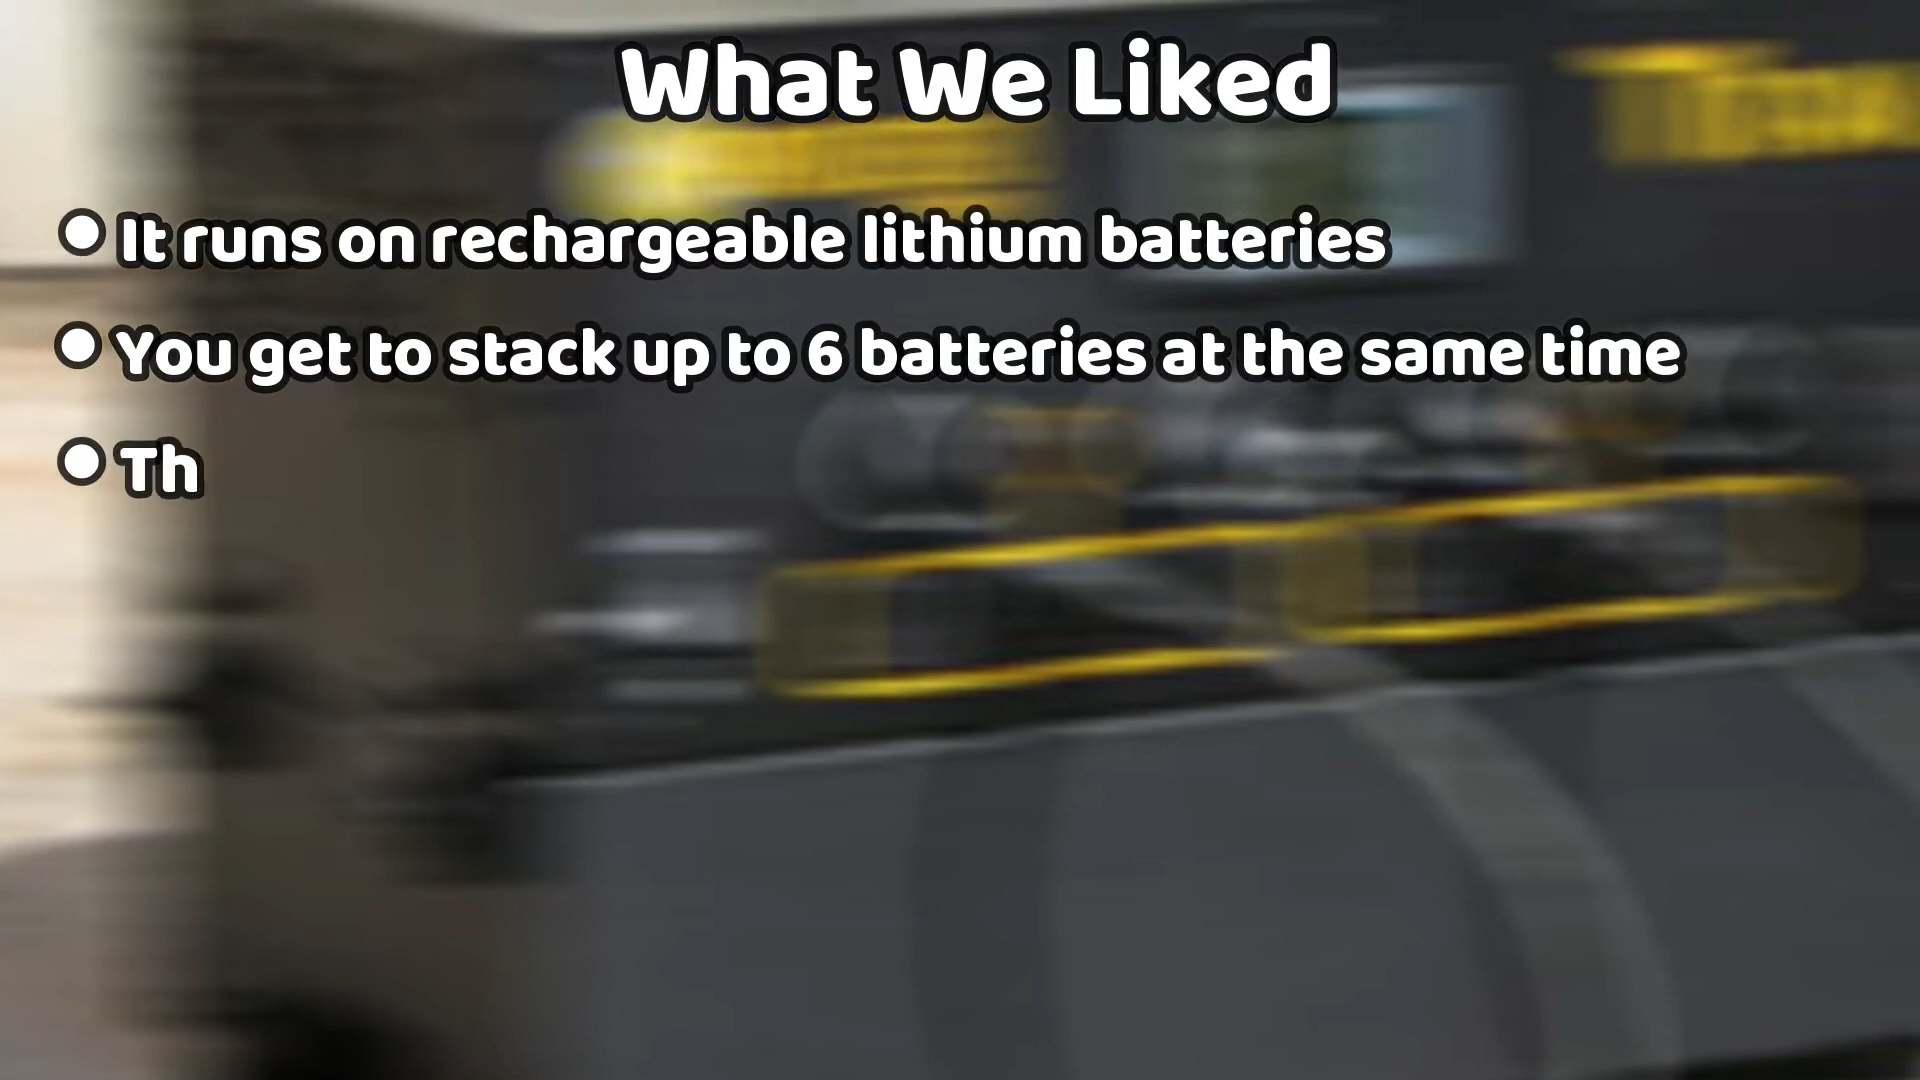 What We Liked
It runs on rechargeable lithium batteries
You get to stack up to 6 batteries at the same time
Th